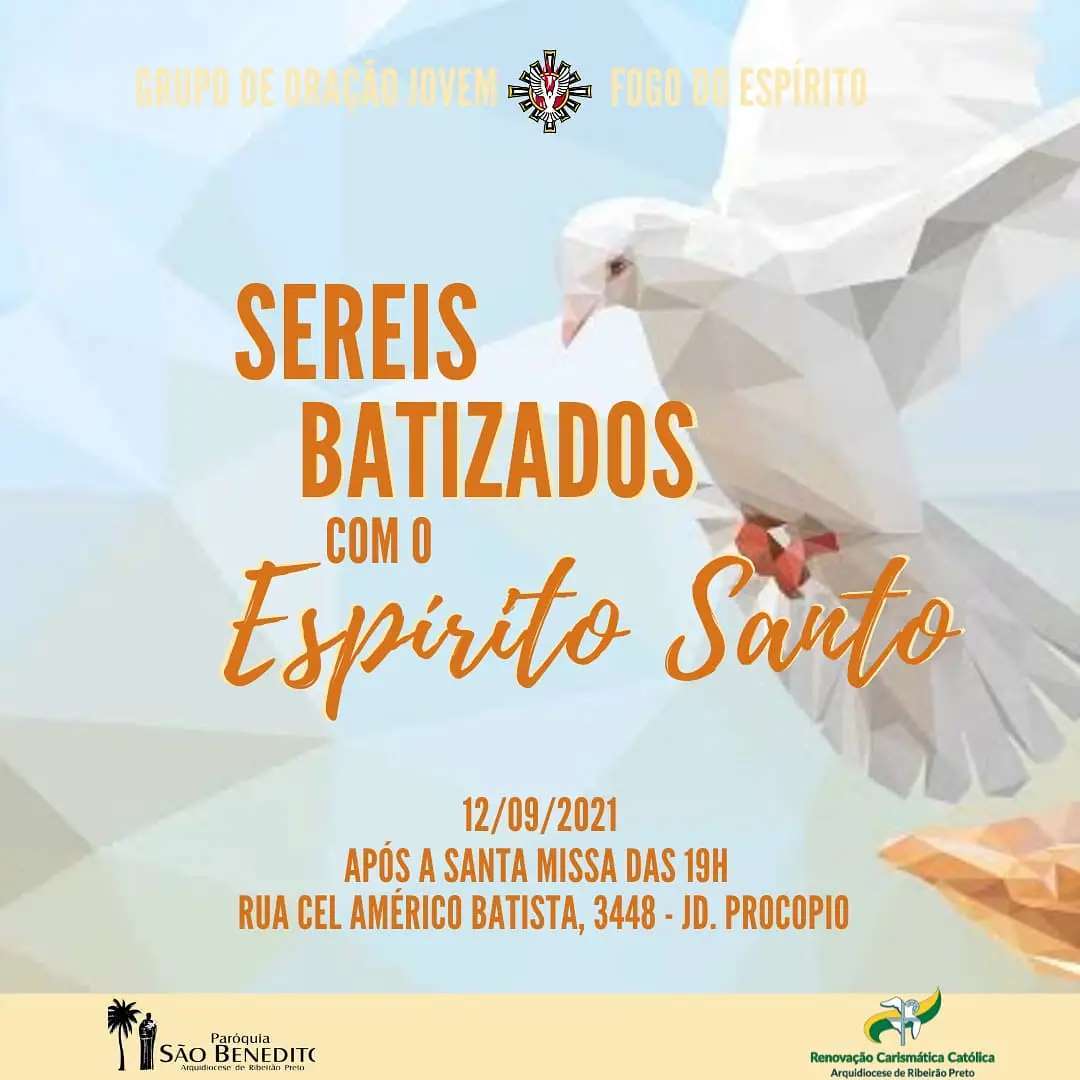 GRUPO DE ORAÇÃO JOVEM FOGO DO ESPÍRITO
SEREIS
BATIZADOS
COM O
Espírito Santo
12/09/2021
APÓS A SANTA MISSA DAS 19H
RUA CEL AMÉRICO BATISTA, 3448 - JD. PROCOPIO
Paróquia
SÃO BENEDITO
Arquidiocese de Ribeirão Preto
Renovação Carismática Católica
Arquidiocese de Ribeirão Preto